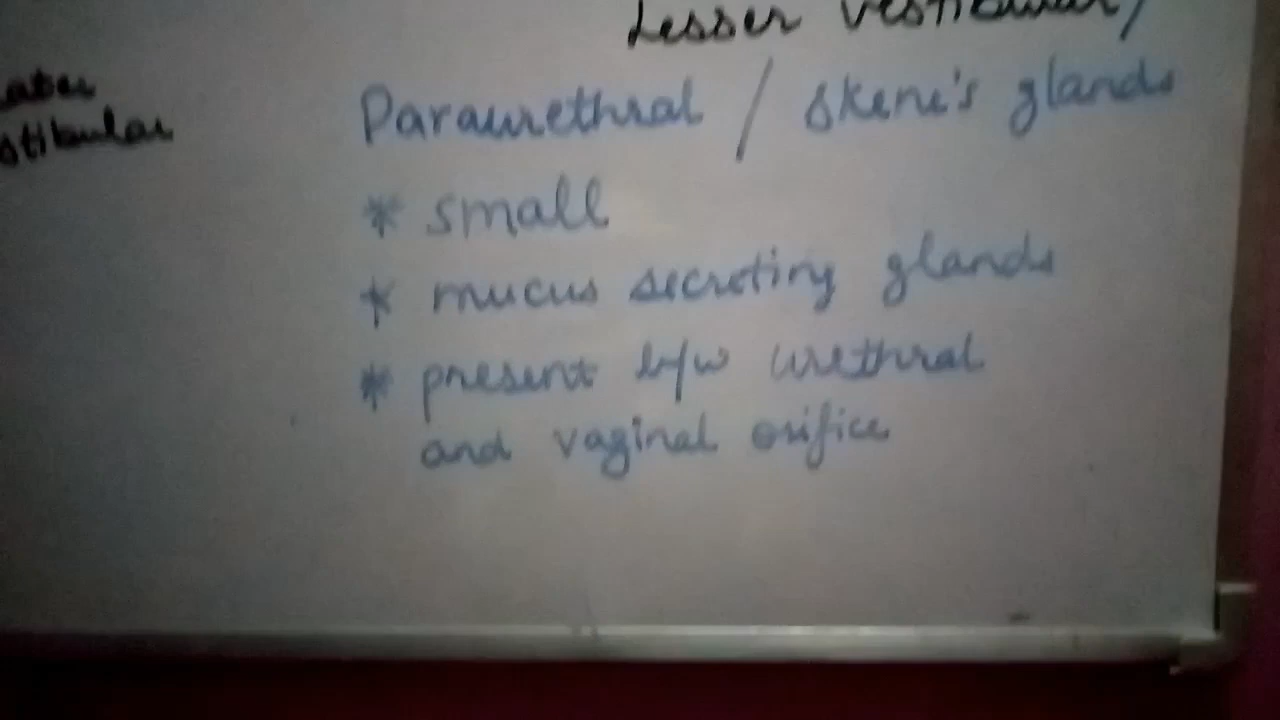 Lesser Vestibular/
Paraurethral / Skene's glands
* small
* mucus secreting glands
* present b/w urethral
and vaginal orifice